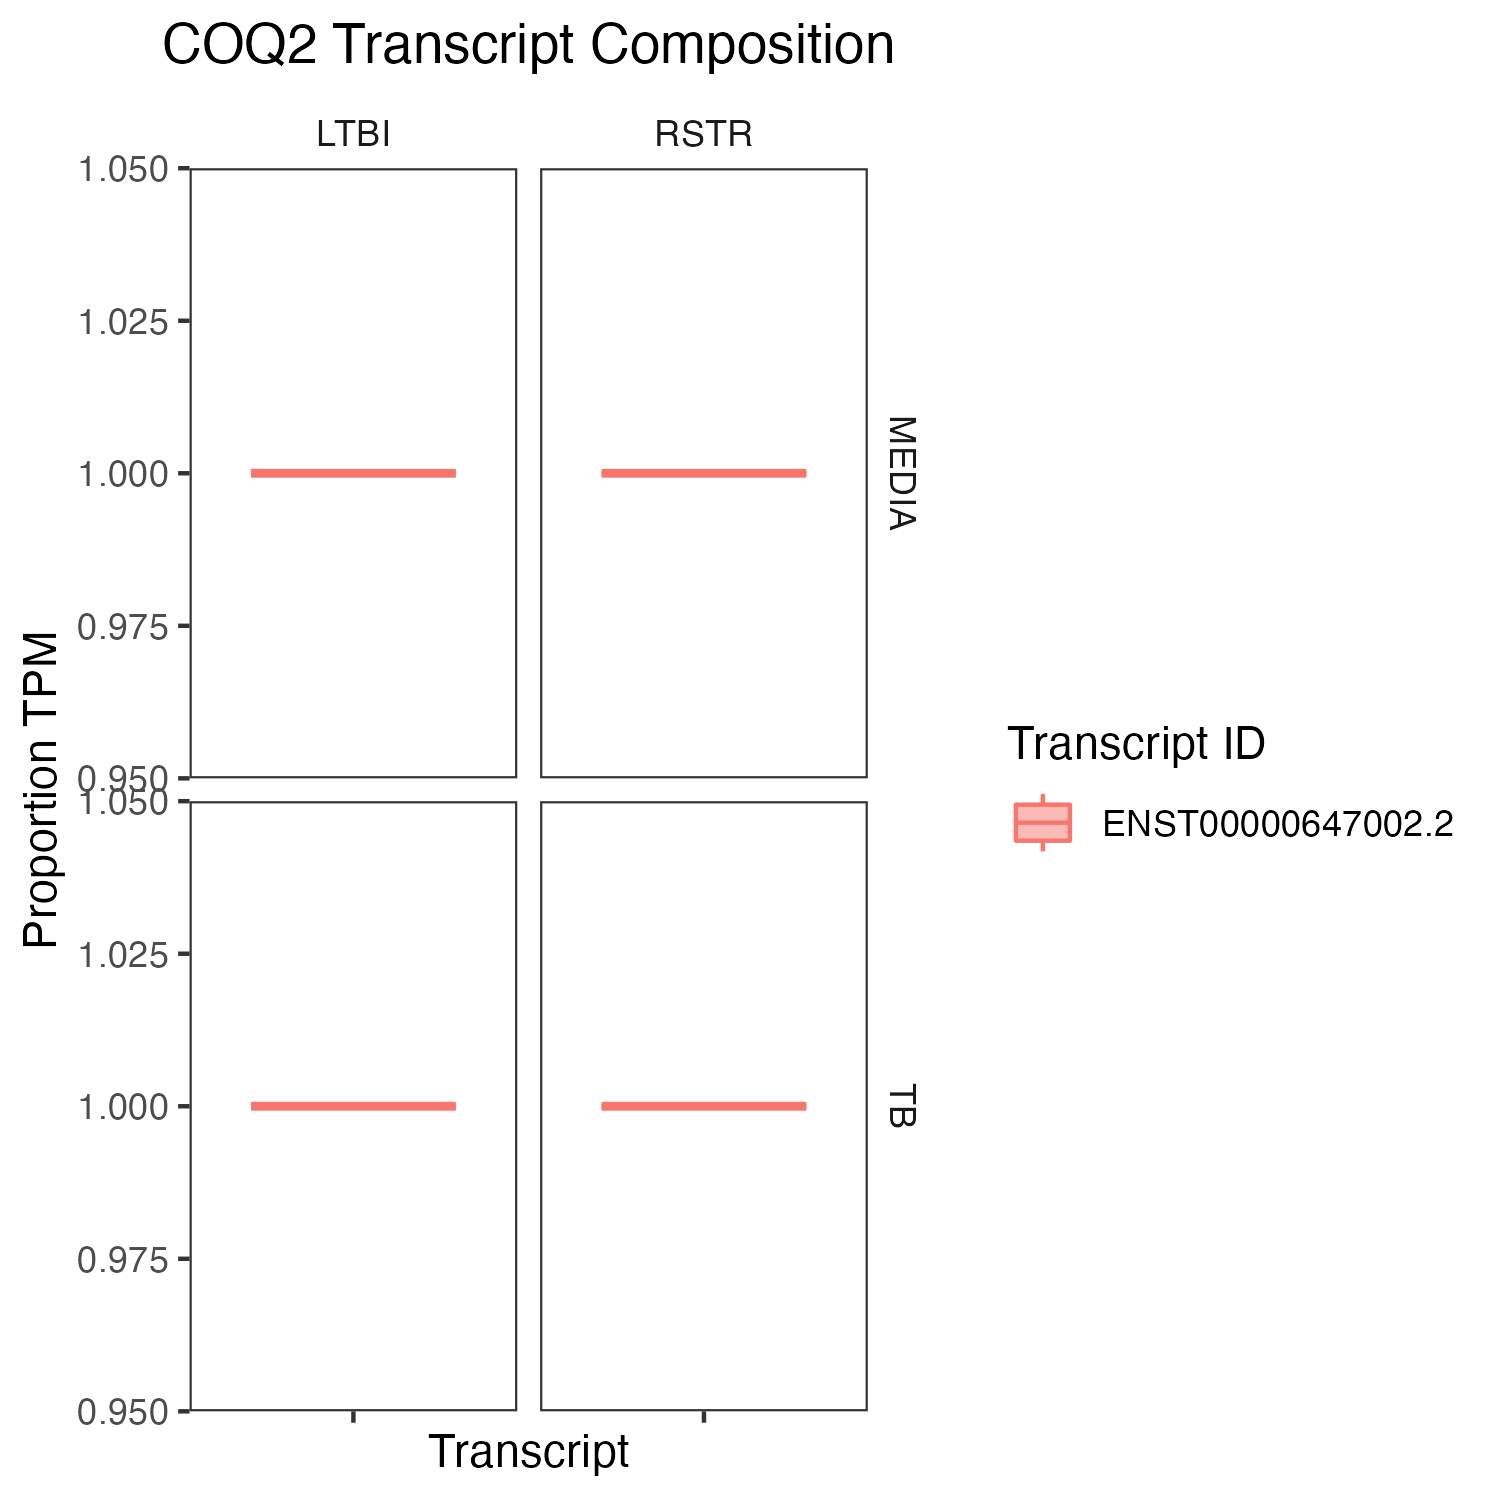 COQ2 Transcript Composition
LTBI
RSTR
1.050
1.025
1.000
0.975
0.950
MEDIA
1.050
1.025
1.000
0.975
0.950
TB
Proportion TPM
Transcript
Transcript ID
ENST00000647002.2